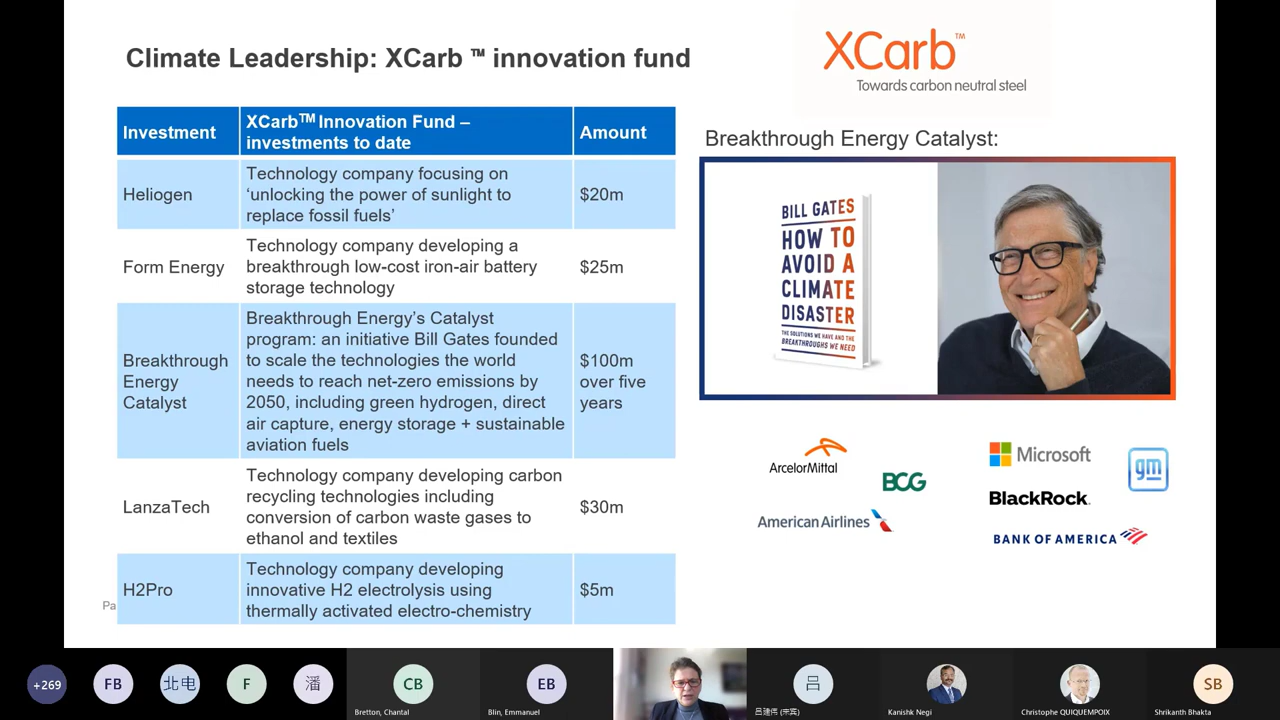 Climate Leadership: XCarb ™ innovation fund
XCarb™
Towards carbon neutral steel
Investment
XCarb™ Innovation Fund –
investments to date
Amount
Heliogen
Technology company focusing on
‘unlocking the power of sunlight to
replace fossil fuels’
$20m
Form Energy
Technology company developing a
breakthrough low-cost iron-air battery
storage technology
$25m
Breakthrough
Energy
Catalyst
Breakthrough Energy’s Catalyst
program: an initiative Bill Gates founded
to scale the technologies the world
needs to reach net-zero emissions by
2050, including green hydrogen, direct
air capture, energy storage + sustainable
aviation fuels
$100m
over five
years
LanzaTech
Technology company developing carbon
recycling technologies including
conversion of carbon waste gases to
ethanol and textiles
$30m
H2Pro
Technology company developing
innovative H2 electrolysis using
thermally activated electro-chemistry
$5m
Pa
Breakthrough Energy Catalyst:
BILL GATES
HOW TO
AVOID A
CLIMATE
DISASTER
THE SOLUTIONS WE HAVE AND THE
BREAKTHROUGHS WE NEED
ArcelorMittal
BCG
American Airlines
Microsoft
gm
BlackRock.
BANK OF AMERICA
+269
FB
北电
F
潘
CB
Bretton, Chantal
EB
Blin, Emmanuel
吕
吕建伟 (宗宾)
Kanishk Negi
Christophe QUIQUEMPOIX
SB
Shrikanth Bhakta